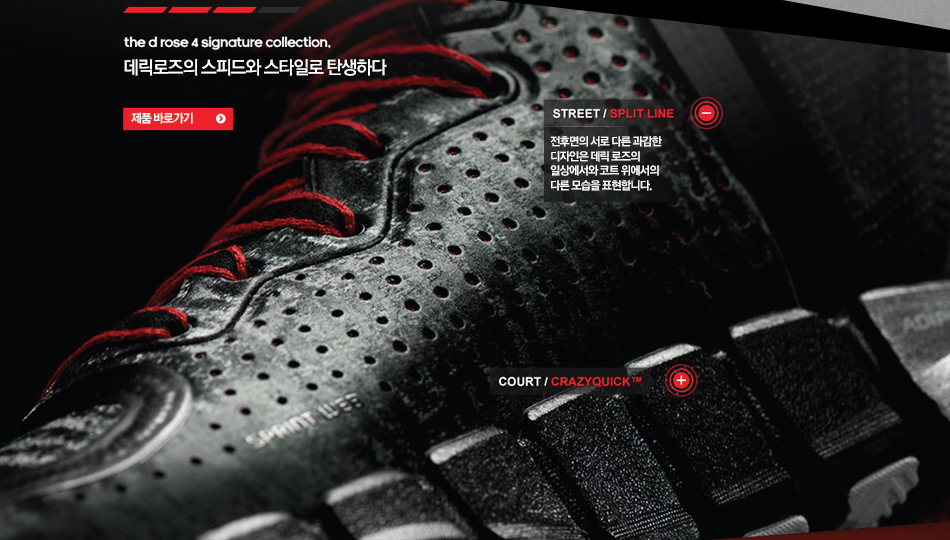 the d rose 4 signature collection.
데릭로즈의 스피드와 스타일로 탄생하다
제품 바로가기
STREET / SPLIT LINE
전후면의 서로 다른 과감한
디자인은 데릭 로즈의
일상에서와 코트 위에서의
다른 모습을 표현합니다.
COURT / CRAZYQUICK™
SPRINT WEB